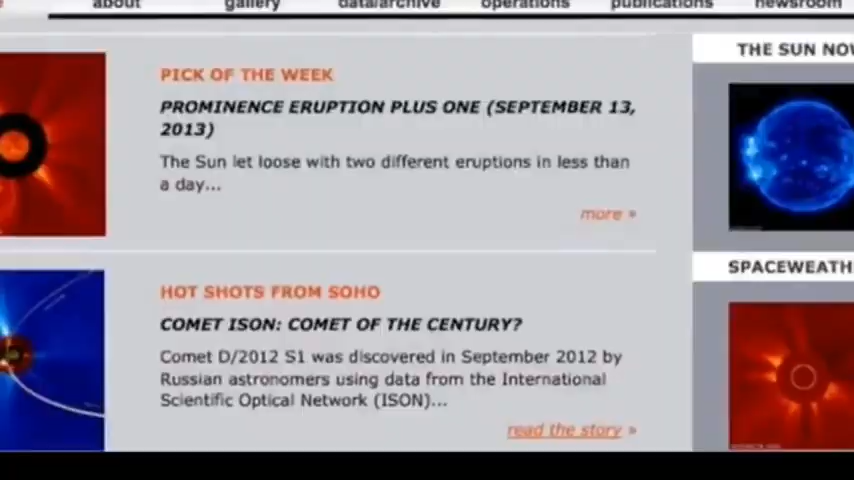 about gallery data/archive operations publications newsroom
PICK OF THE WEEK
PROMINENCE ERUPTION PLUS ONE (SEPTEMBER 13,
2013)
The Sun let loose with two different eruptions in less than
a day...
more »
HOT SHOTS FROM SOHO
COMET ISON: COMET OF THE CENTURY?
Comet D/2012 S1 was discovered in September 2012 by
Russian astronomers using data from the International
Scientific Optical Network (ISON)...
read the story »
THE SUN NOW
SPACEWEATH